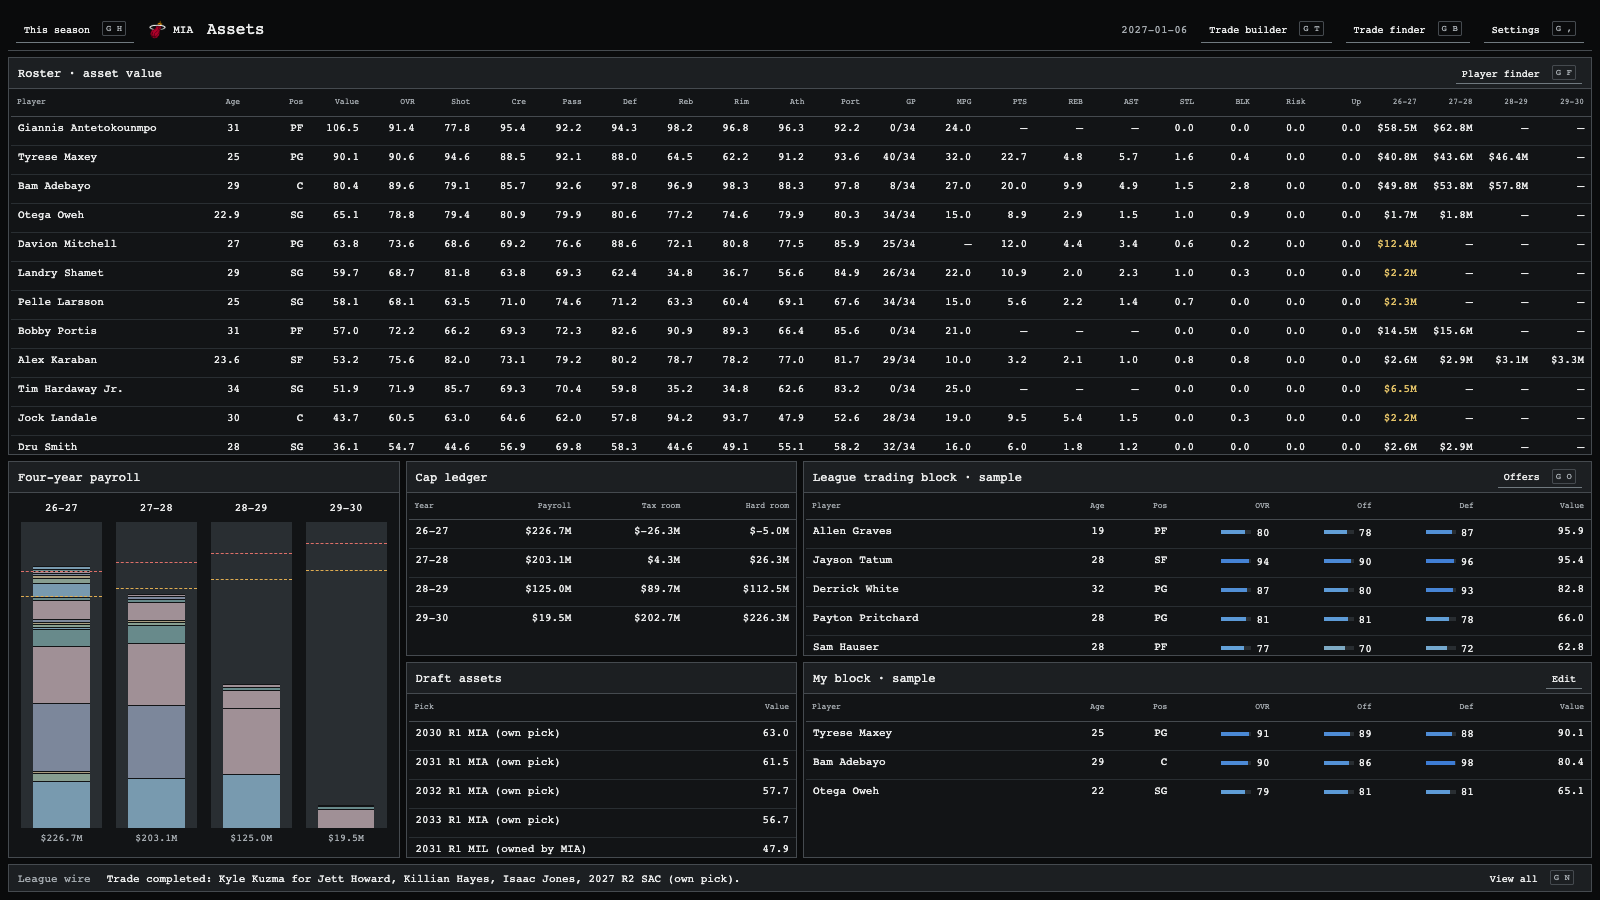 This season G H MIA Assets 2027-01-06 Trade builder G T Trade finder G B Settings G ,
Roster · asset value Player finder G F
Player Age Pos Value OVR Shot Cre Pass Def Reb Rim Ath Port GP MPG PTS REB AST STL BLK Risk Up 26-27 27-28 28-29 29-30
Giannis Antetokounmpo 31 PF 106.5 91.4 77.8 95.4 92.2 94.3 98.2 96.8 96.3 92.2 0/34 24.0 — — — 0.0 0.0 0.0 0.0 $58.5M $62.8M — —
Tyrese Maxey 25 PG 90.1 90.6 94.6 88.5 92.1 88.0 64.5 62.2 91.2 93.6 40/34 32.0 22.7 4.8 5.7 1.6 0.4 0.0 0.0 $40.8M $43.6M $46.4M —
Bam Adebayo 29 C 80.4 89.6 79.1 85.7 92.6 97.8 96.9 98.3 88.3 97.8 8/34 27.0 20.0 9.9 4.9 1.5 2.8 0.0 0.0 $49.8M $53.8M $57.8M —
Otega Oweh 22.9 SG 65.1 78.8 79.4 80.9 79.9 80.6 77.2 74.6 79.9 80.3 34/34 15.0 8.9 2.9 1.5 1.0 0.9 0.0 0.0 $1.7M $1.8M — —
Davion Mitchell 27 PG 63.8 73.6 68.6 69.2 76.6 88.6 72.1 80.8 77.5 85.9 25/34 — 12.0 4.4 3.4 0.6 0.2 0.0 0.0 $12.4M — — —
Landry Shamet 29 SG 59.7 68.7 81.8 63.8 69.3 62.4 34.8 36.7 56.6 84.9 26/34 22.0 10.9 2.0 2.3 1.0 0.3 0.0 0.0 $2.2M — — —
Pelle Larsson 25 SG 58.1 68.1 63.5 71.0 74.6 71.2 63.3 60.4 69.1 67.6 34/34 15.0 5.6 2.2 1.4 0.7 0.0 0.0 0.0 $2.3M — — —
Bobby Portis 31 PF 57.0 72.2 66.2 69.3 72.3 82.6 90.9 89.3 66.4 85.6 0/34 21.0 — — — 0.0 0.0 0.0 0.0 $14.5M $15.6M — —
Alex Karaban 23.6 SF 53.2 75.6 82.0 73.1 79.2 80.2 78.7 78.2 77.0 81.7 29/34 10.0 3.2 2.1 1.0 0.8 0.8 0.0 0.0 $2.6M $2.9M $3.1M $3.3M
Tim Hardaway Jr. 34 SG 51.9 71.9 85.7 69.3 70.4 59.8 35.2 34.8 62.6 83.2 0/34 25.0 — — — 0.0 0.0 0.0 0.0 $6.5M — — —
Jock Landale 30 C 43.7 60.5 63.0 64.6 62.0 57.8 94.2 93.7 47.9 52.6 28/34 19.0 9.5 5.4 1.5 0.0 0.3 0.0 0.0 $2.2M — — —
Dru Smith 28 SG 36.1 54.7 44.6 56.9 69.8 58.3 44.6 49.1 55.1 58.2 32/34 16.0 6.0 1.8 1.2 0.0 0.0 0.0 0.0 $2.6M $2.9M — —
Four-year payroll
26-27 27-28 28-29 29-30
$226.7M $203.1M $125.0M $19.5M
Cap ledger
Year Payroll Tax room Hard room
26-27 $226.7M $-26.3M $-5.0M
27-28 $203.1M $4.3M $26.3M
28-29 $125.0M $89.7M $112.5M
29-30 $19.5M $202.7M $226.3M
Draft assets
Pick Value
2030 R1 MIA (own pick) 63.0
2031 R1 MIA (own pick) 61.5
2032 R1 MIA (own pick) 57.7
2033 R1 MIA (own pick) 56.7
2031 R1 MIL (owned by MIA) 47.9
League trading block · sample Offers G O
Player Age Pos OVR Off Def Value
Allen Graves 19 PF 80 78 87 95.9
Jayson Tatum 28 SF 94 90 96 95.4
Derrick White 32 PG 87 80 93 82.8
Payton Pritchard 28 PG 81 81 78 66.0
Sam Hauser 28 PF 77 70 72 62.8
My block · sample Edit
Player Age Pos OVR Off Def Value
Tyrese Maxey 25 PG 91 89 88 90.1
Bam Adebayo 29 C 90 86 98 80.4
Otega Oweh 22 SG 79 81 81 65.1
League wire Trade completed: Kyle Kuzma for Jett Howard, Killian Hayes, Isaac Jones, 2027 R2 SAC (own pick). View all G N